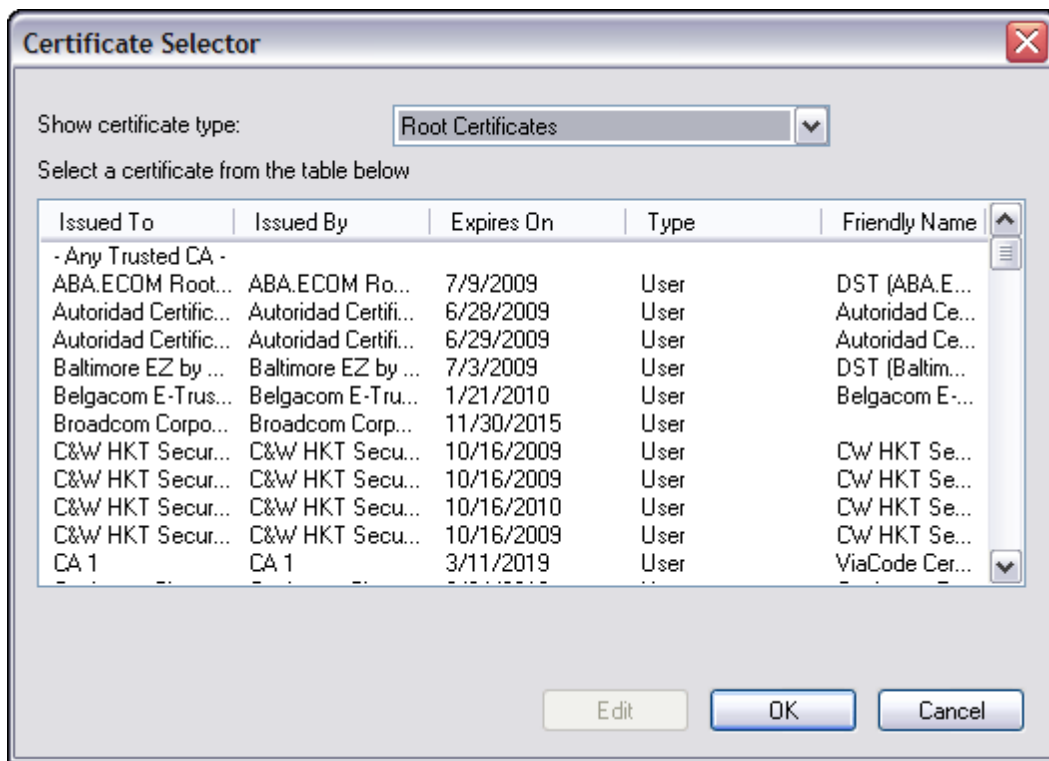 Certificate Selector
Show certificate type: Root Certificates
Select a certificate from the table below
Issued To Issued By Expires On Type Friendly Name
- Any Trusted CA -
ABA.ECOM Root... ABA.ECOM Ro... 7/9/2009 User DST (ABA.E...
Autoridad Certific... Autoridad Certifi... 6/28/2009 User Autoridad Ce...
Autoridad Certific... Autoridad Certifi... 6/29/2009 User Autoridad Ce...
Baltimore EZ by ... Baltimore EZ by ... 7/3/2009 User DST (Baltim...
Belgacom E-Trus... Belgacom E-Tru... 1/21/2010 User Belgacom E-...
Broadcom Corpo... Broadcom Corp... 11/30/2015 User
C&W HKT Secur... C&W HKT Secu... 10/16/2009 User CW HKT Se...
C&W HKT Secur... C&W HKT Secu... 10/16/2009 User CW HKT Se...
C&W HKT Secur... C&W HKT Secu... 10/16/2010 User CW HKT Se...
C&W HKT Secur... C&W HKT Secu... 10/16/2009 User CW HKT Se...
CA 1 CA 1 3/11/2019 User ViaCode Cer...
Edit OK Cancel